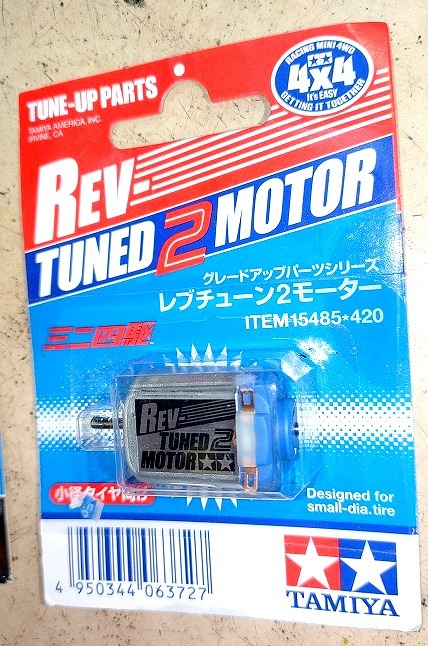 TUNE-UP PARTS
TAMIYA AMERICA, INC.
IRVINE, CA
RACING MINI 4WD
4x4
It's EASY
GETTING IT TOGETHER
REV-
TUNED 2 MOTOR
グレードアップパーツシリーズ
レブチューン2モーター
ITEM 15485★420
ミニ四駆
REV-
TUNED 2
MOTOR
小径タイヤ向け
Designed for
small-dia.tire
4 950344 063727
TAMIYA